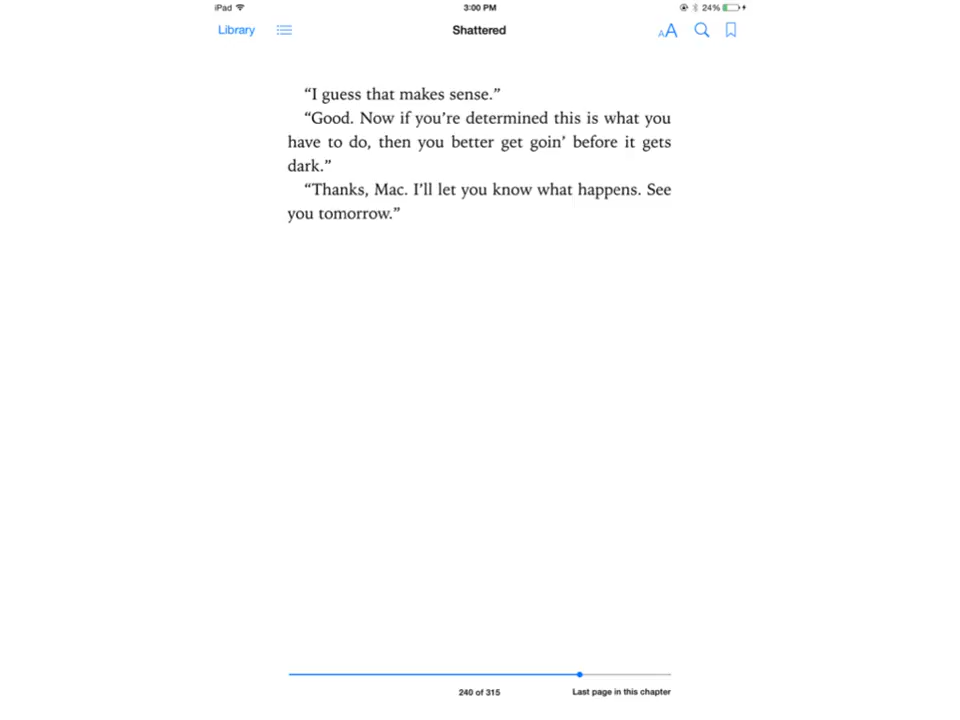 iPad 3:00 PM 24%
Library Shattered AA
“I guess that makes sense.”
“Good. Now if you’re determined this is what you
have to do, then you better get goin’ before it gets
dark.”
“Thanks, Mac. I’ll let you know what happens. See
you tomorrow.”
240 of 315 Last page in this chapter